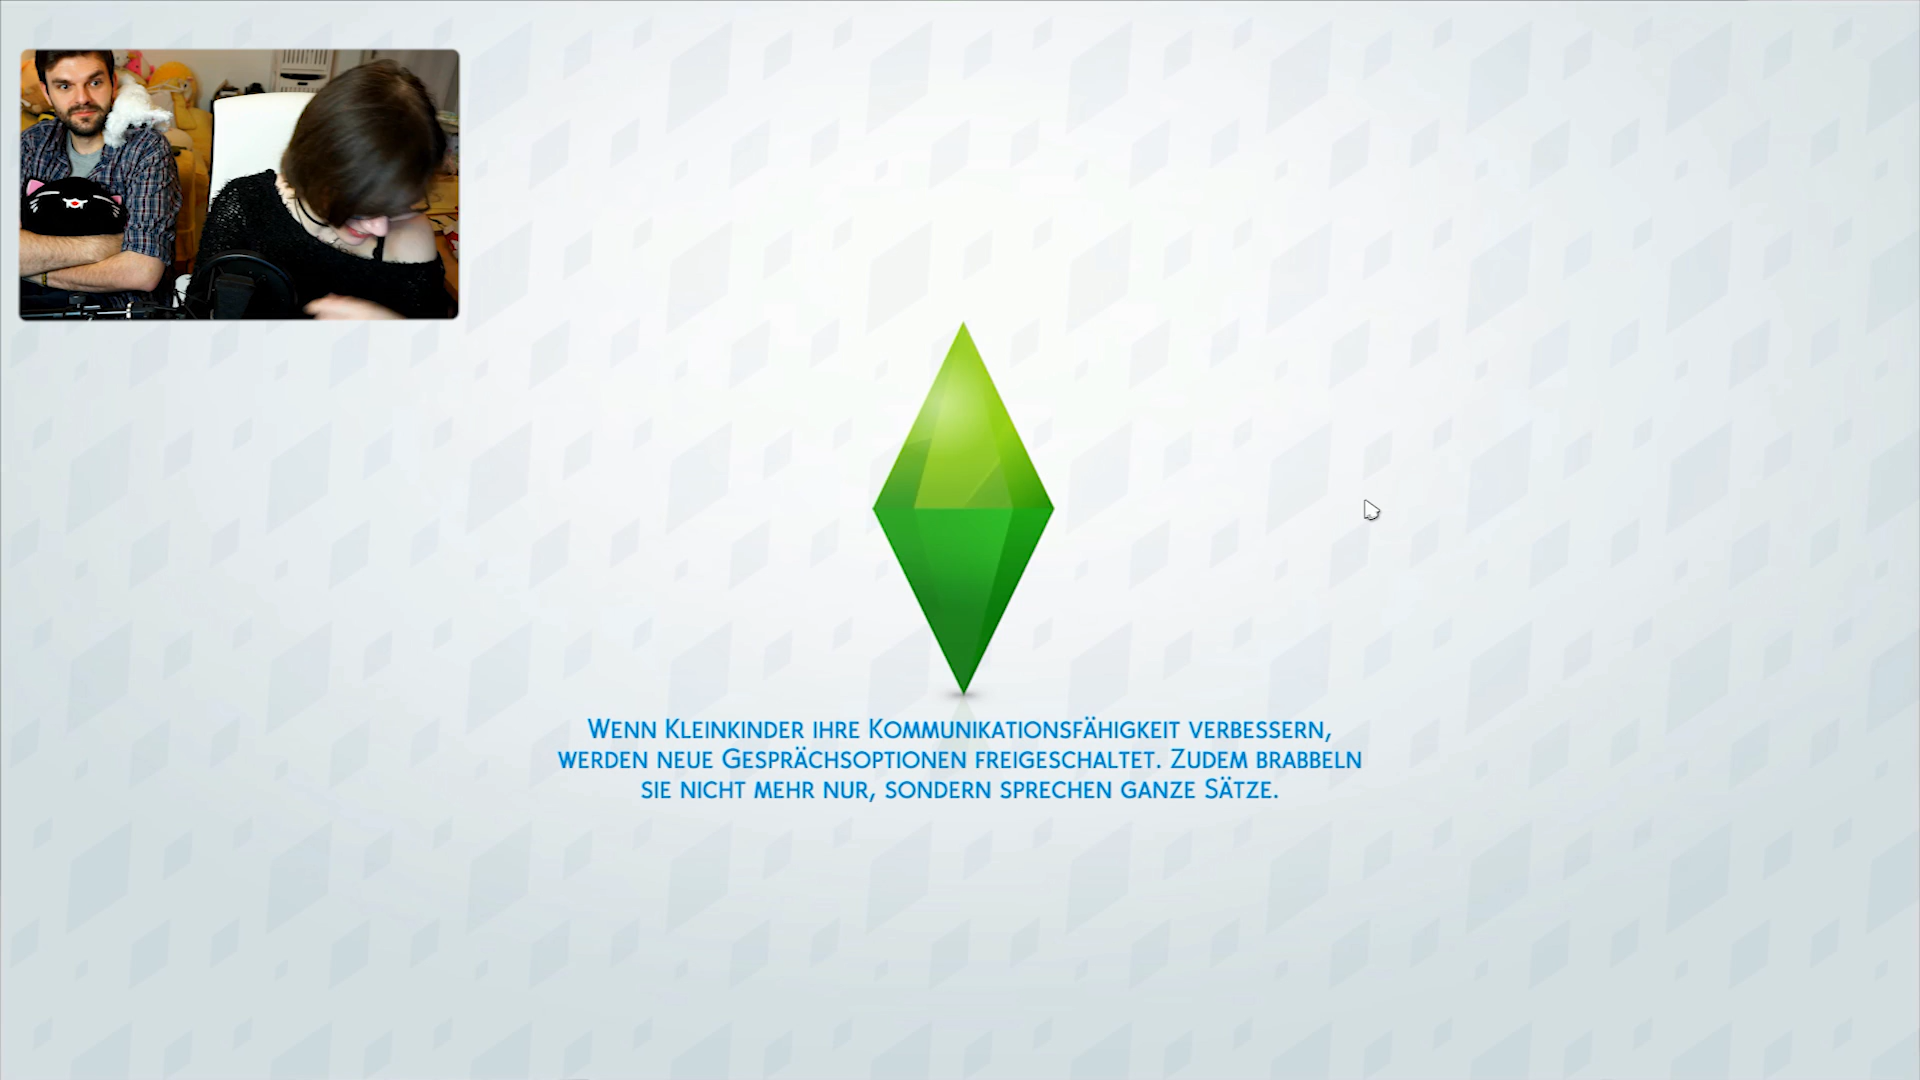 Wenn Kleinkinder ihre Kommunikationsfähigkeit verbessern,
werden neue Gesprächsoptionen freigeschaltet. Zudem brabbeln
sie nicht mehr nur, sondern sprechen ganze Sätze.